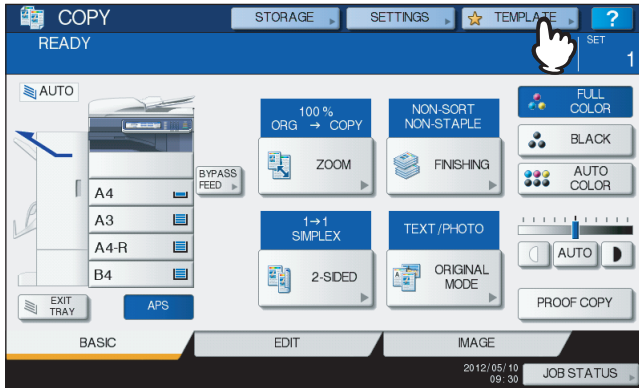 COPY
STORAGE
SETTINGS
TEMPLATE
?
READY
SET
1
AUTO
A4
A3
A4-R
B4
BYPASS
FEED
EXIT
TRAY
APS
100 %
ORG → COPY
ZOOM
NON-SORT
NON-STAPLE
FINISHING
1→1
SIMPLEX
2-SIDED
TEXT/PHOTO
ORIGINAL
MODE
FULL
COLOR
BLACK
AUTO
COLOR
AUTO
PROOF COPY
BASIC
EDIT
IMAGE
2012/05/10
09:30
JOB STATUS